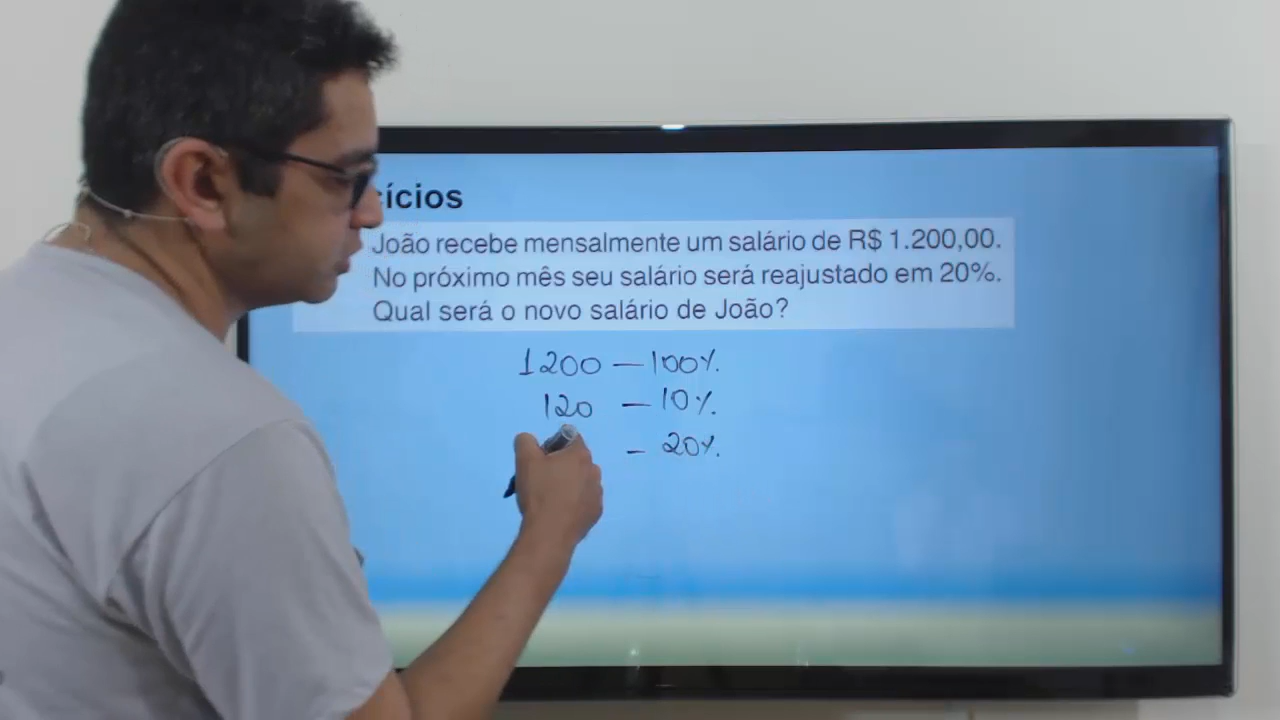 cícios
João recebe mensalmente um salário de R$ 1.200,00.
No próximo mês seu salário será reajustado em 20%.
Qual será o novo salário de João?
1200 — 100%
120 — 10%
- 20%